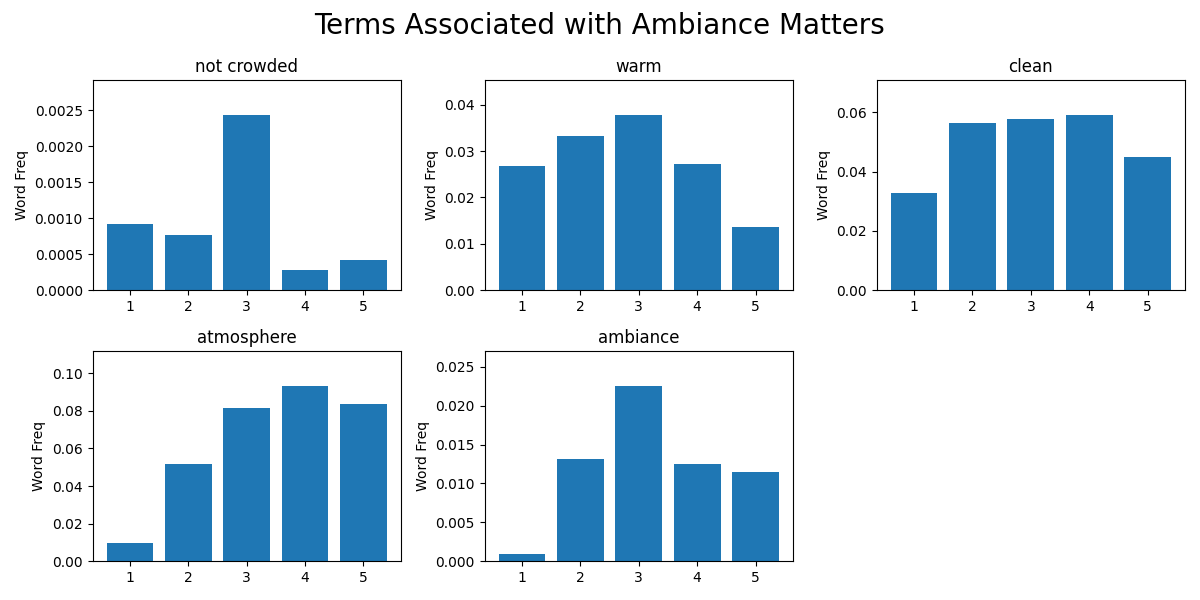 Terms Associated with Ambiance Matters
not crowded
Word Freq
0.0025
0.0020
0.0015
0.0010
0.0005
0.0000
1 2 3 4 5
warm
Word Freq
0.04
0.03
0.02
0.01
0.00
1 2 3 4 5
clean
Word Freq
0.06
0.04
0.02
0.00
1 2 3 4 5
atmosphere
Word Freq
0.10
0.08
0.06
0.04
0.02
0.00
1 2 3 4 5
ambiance
Word Freq
0.025
0.020
0.015
0.010
0.005
0.000
1 2 3 4 5